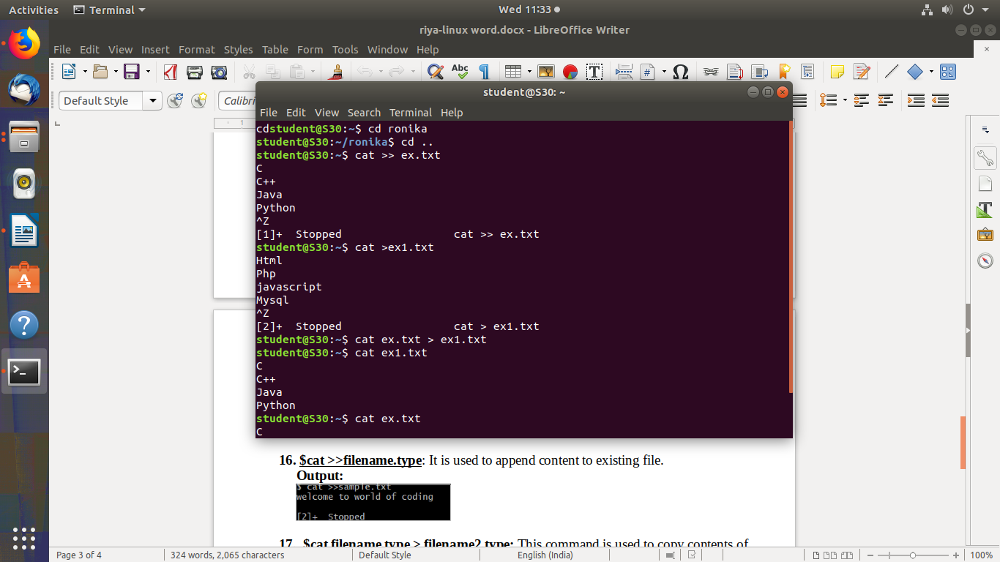 Activities Terminal Wed 11:33
riya-linux word.docx - LibreOffice Writer
File Edit View Insert Format Styles Table Form Tools Window Help
Default Style Calibri
student@S30: ~
File Edit View Search Terminal Help
cdstudent@S30:~$ cd ronika
student@S30:~/ronika$ cd ..
student@S30:~$ cat >> ex.txt
C
C++
Java
Python
^Z
[1]+  Stopped                 cat >> ex.txt
student@S30:~$ cat >ex1.txt
Html
Php
javascript
Mysql
^Z
[2]+  Stopped                 cat > ex1.txt
student@S30:~$ cat ex.txt > ex1.txt
student@S30:~$ cat ex1.txt
C
C++
Java
Python
student@S30:~$ cat ex.txt
C
16. $cat >>filename.type: It is used to append content to existing file.
Output:
$ cat >>sample.txt
welcome to world of coding
[2]+  Stopped
17. $cat filename.type > filename2.type: This command is used to copy contents of
Page 3 of 4 324 words, 2,065 characters Default Style English (India) 100%